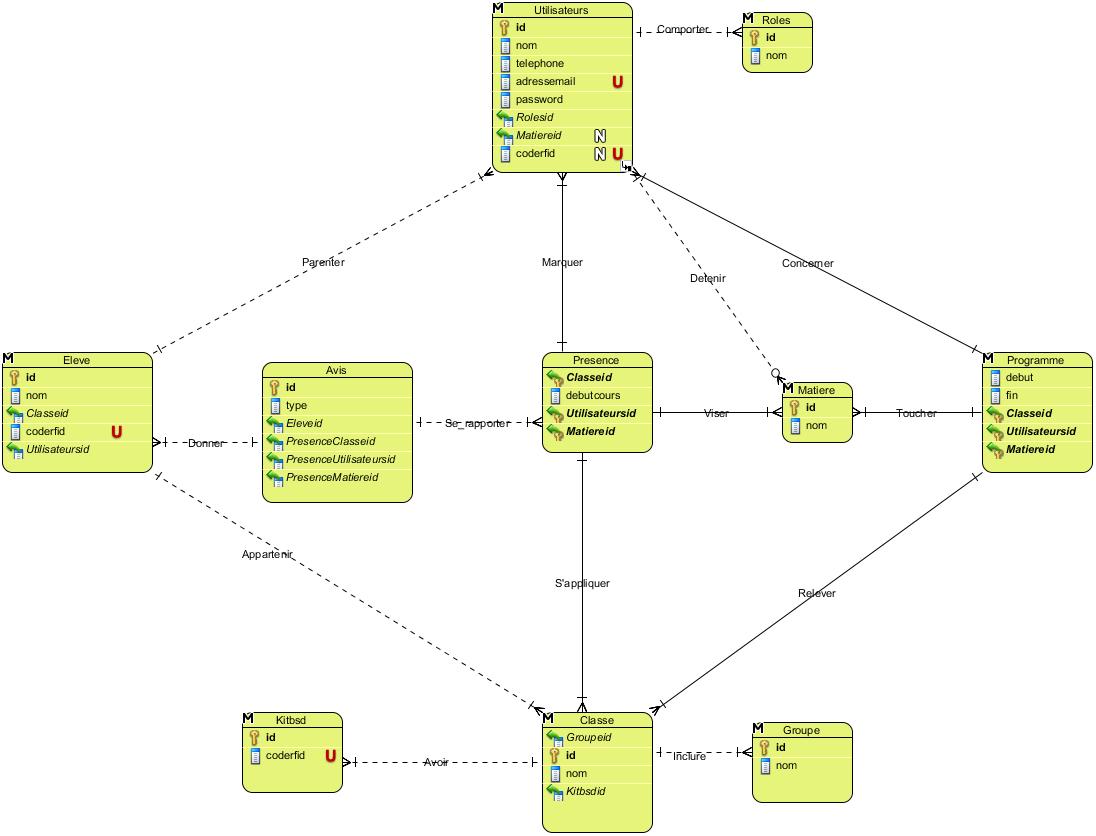 Utilisateurs
id
nom
telephone
adressemail U
password
Rolesid
Matiereid N
coderfid N U
Comporter
Roles
id
nom
Parenter
Marquer
Detenir
Concerner
Eleve
id
nom
Classeid
coderfid U
Utilisateursid
Donner
Avis
id
type
Eleveid
PresenceClasseid
PresenceUtilisateursid
PresenceMatiereid
Se_rapporter
Presence
Classeid
debutcours
Utilisateursid
Matiereid
Viser
Matiere
id
nom
Toucher
Programme
debut
fin
Classeid
Utilisateursid
Matiereid
Appartenir
S'appliquer
Relever
Kitbsd
id
coderfid U
Avoir
Classe
Groupeid
id
nom
Kitbsdid
Inclure
Groupe
id
nom